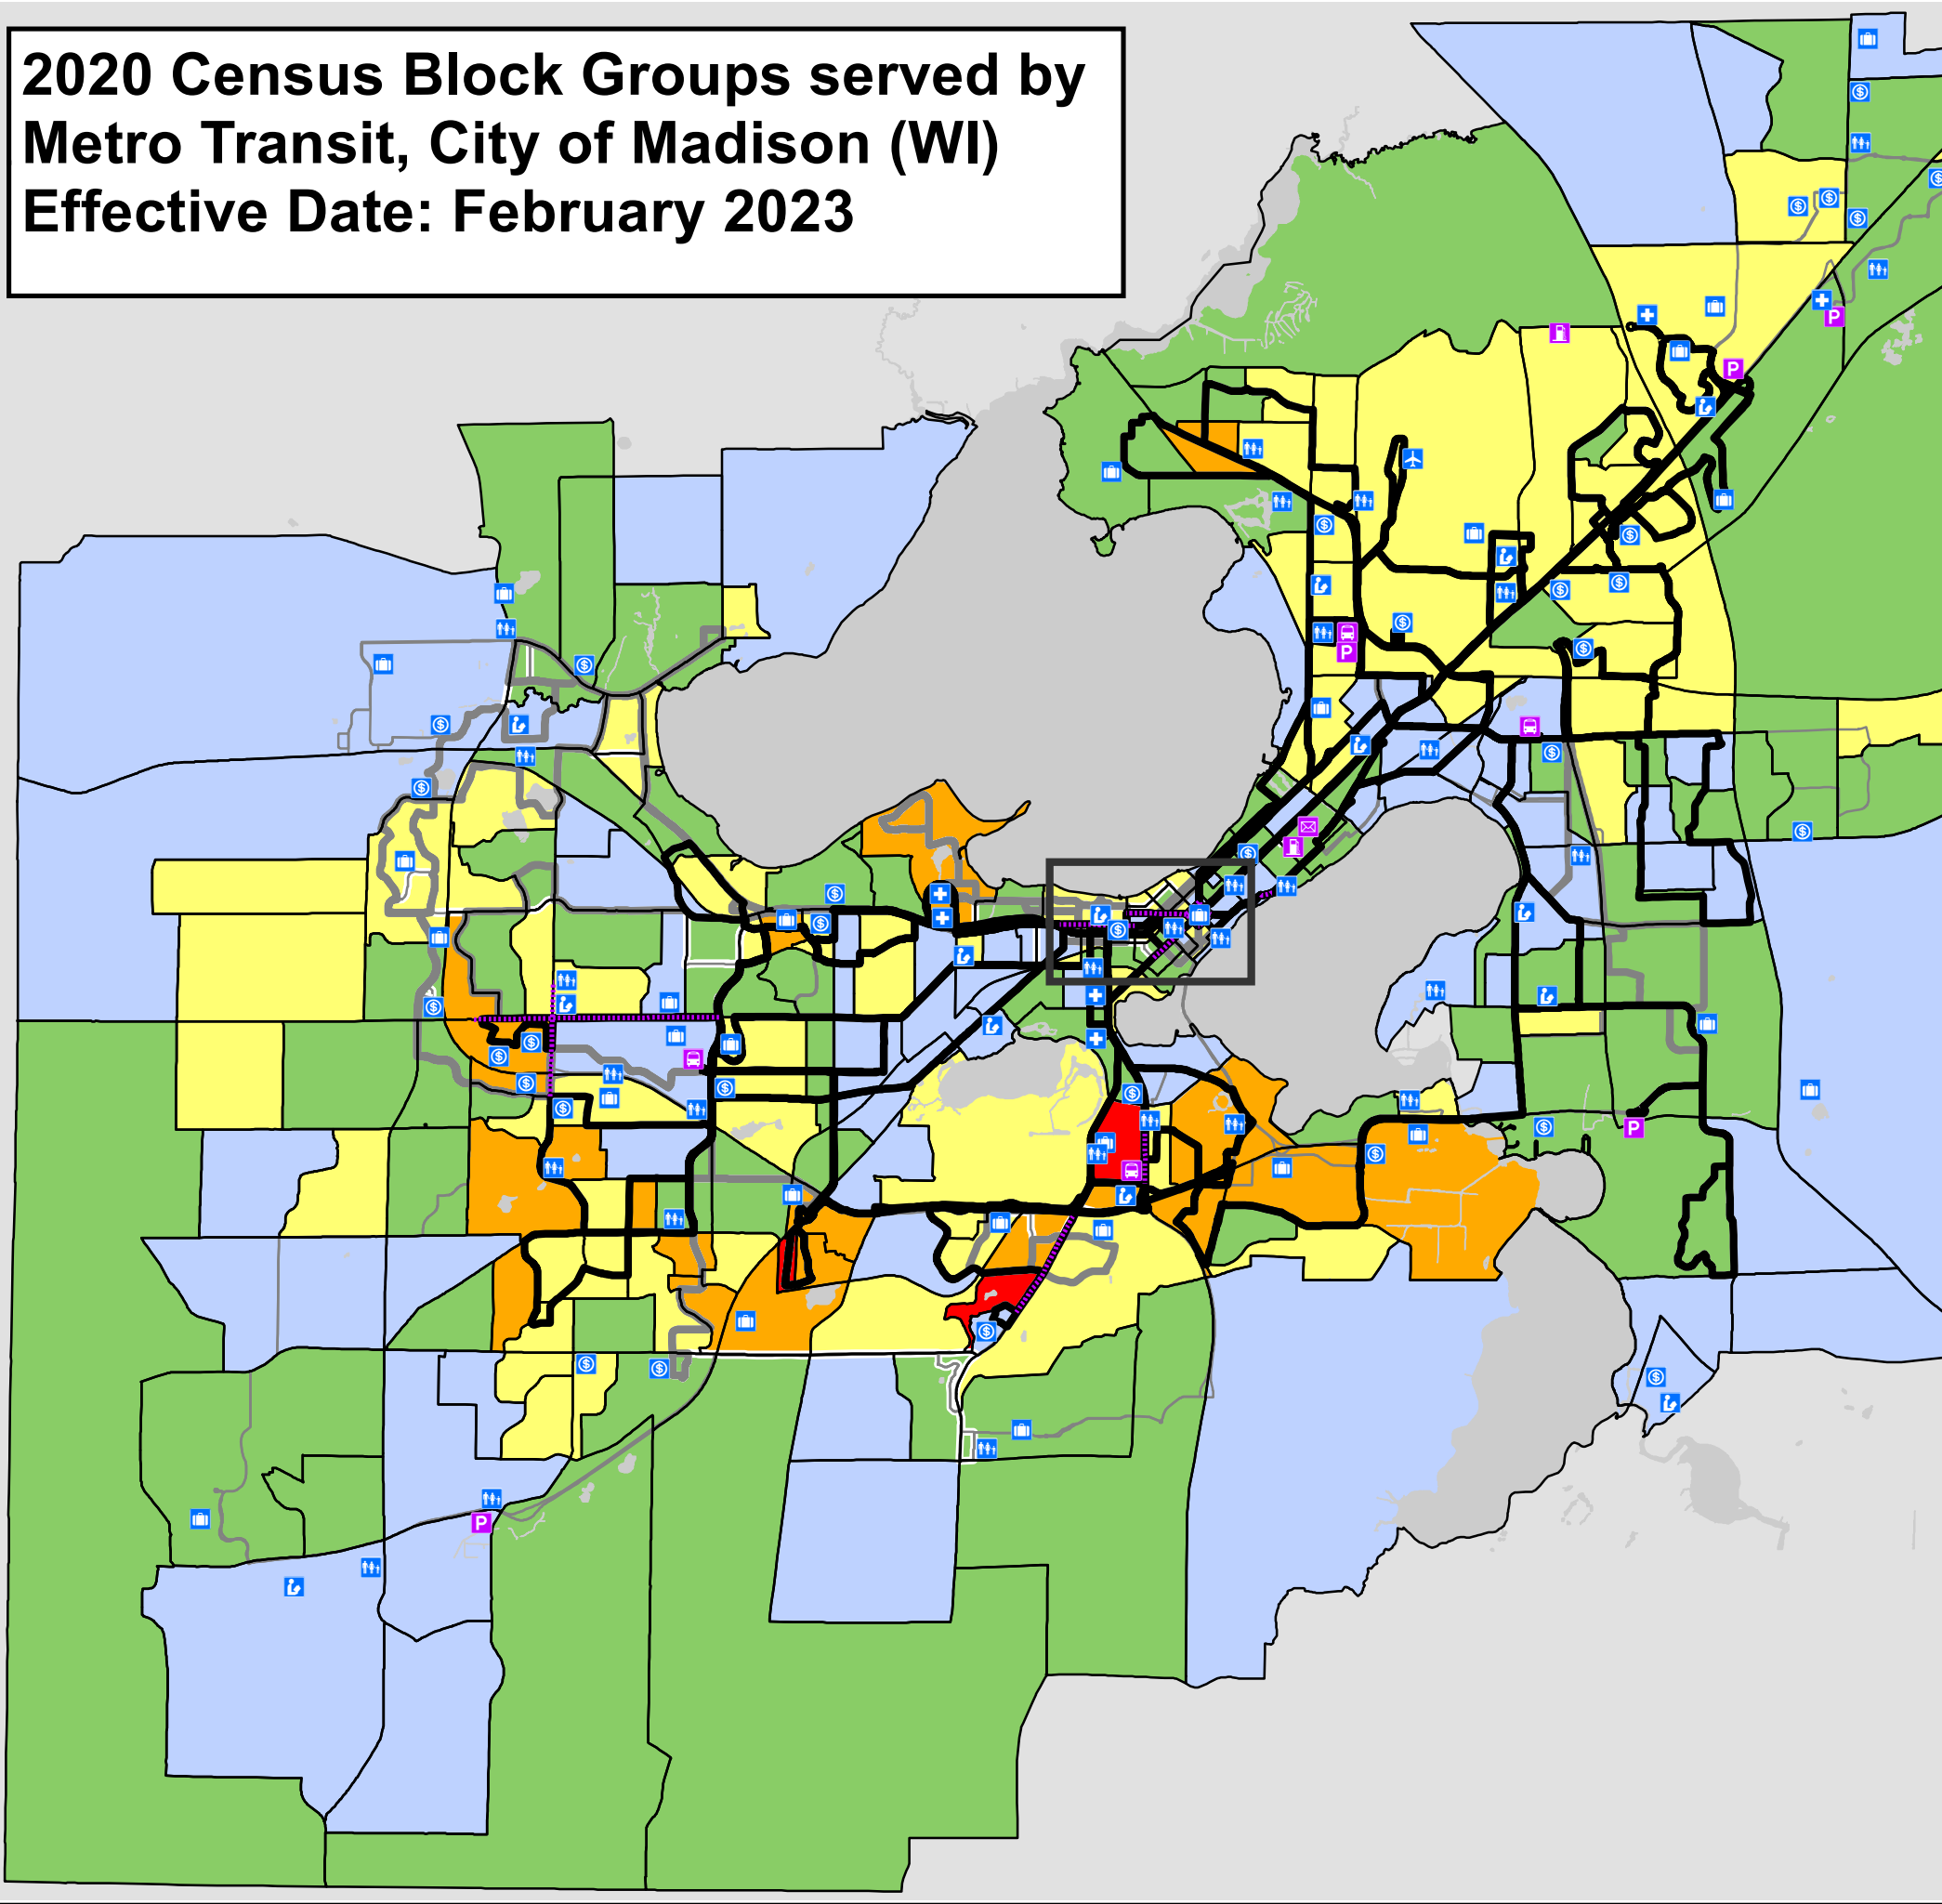 2020 Census Block Groups served by
Metro Transit, City of Madison (WI)
Effective Date: February 2023
P
P
P
P
P